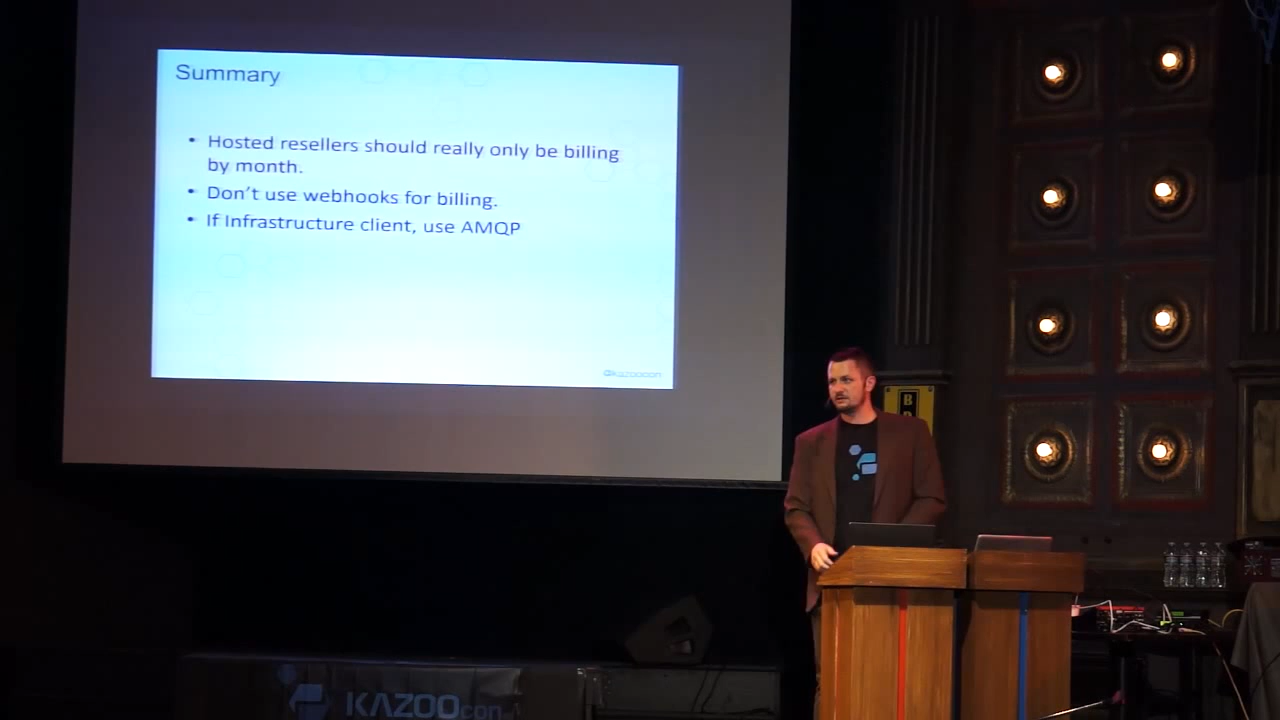 Summary
• Hosted resellers should really only be billing
by month.
• Don't use webhooks for billing.
• If Infrastructure client, use AMQP
@kazoocon
KAZOOcon